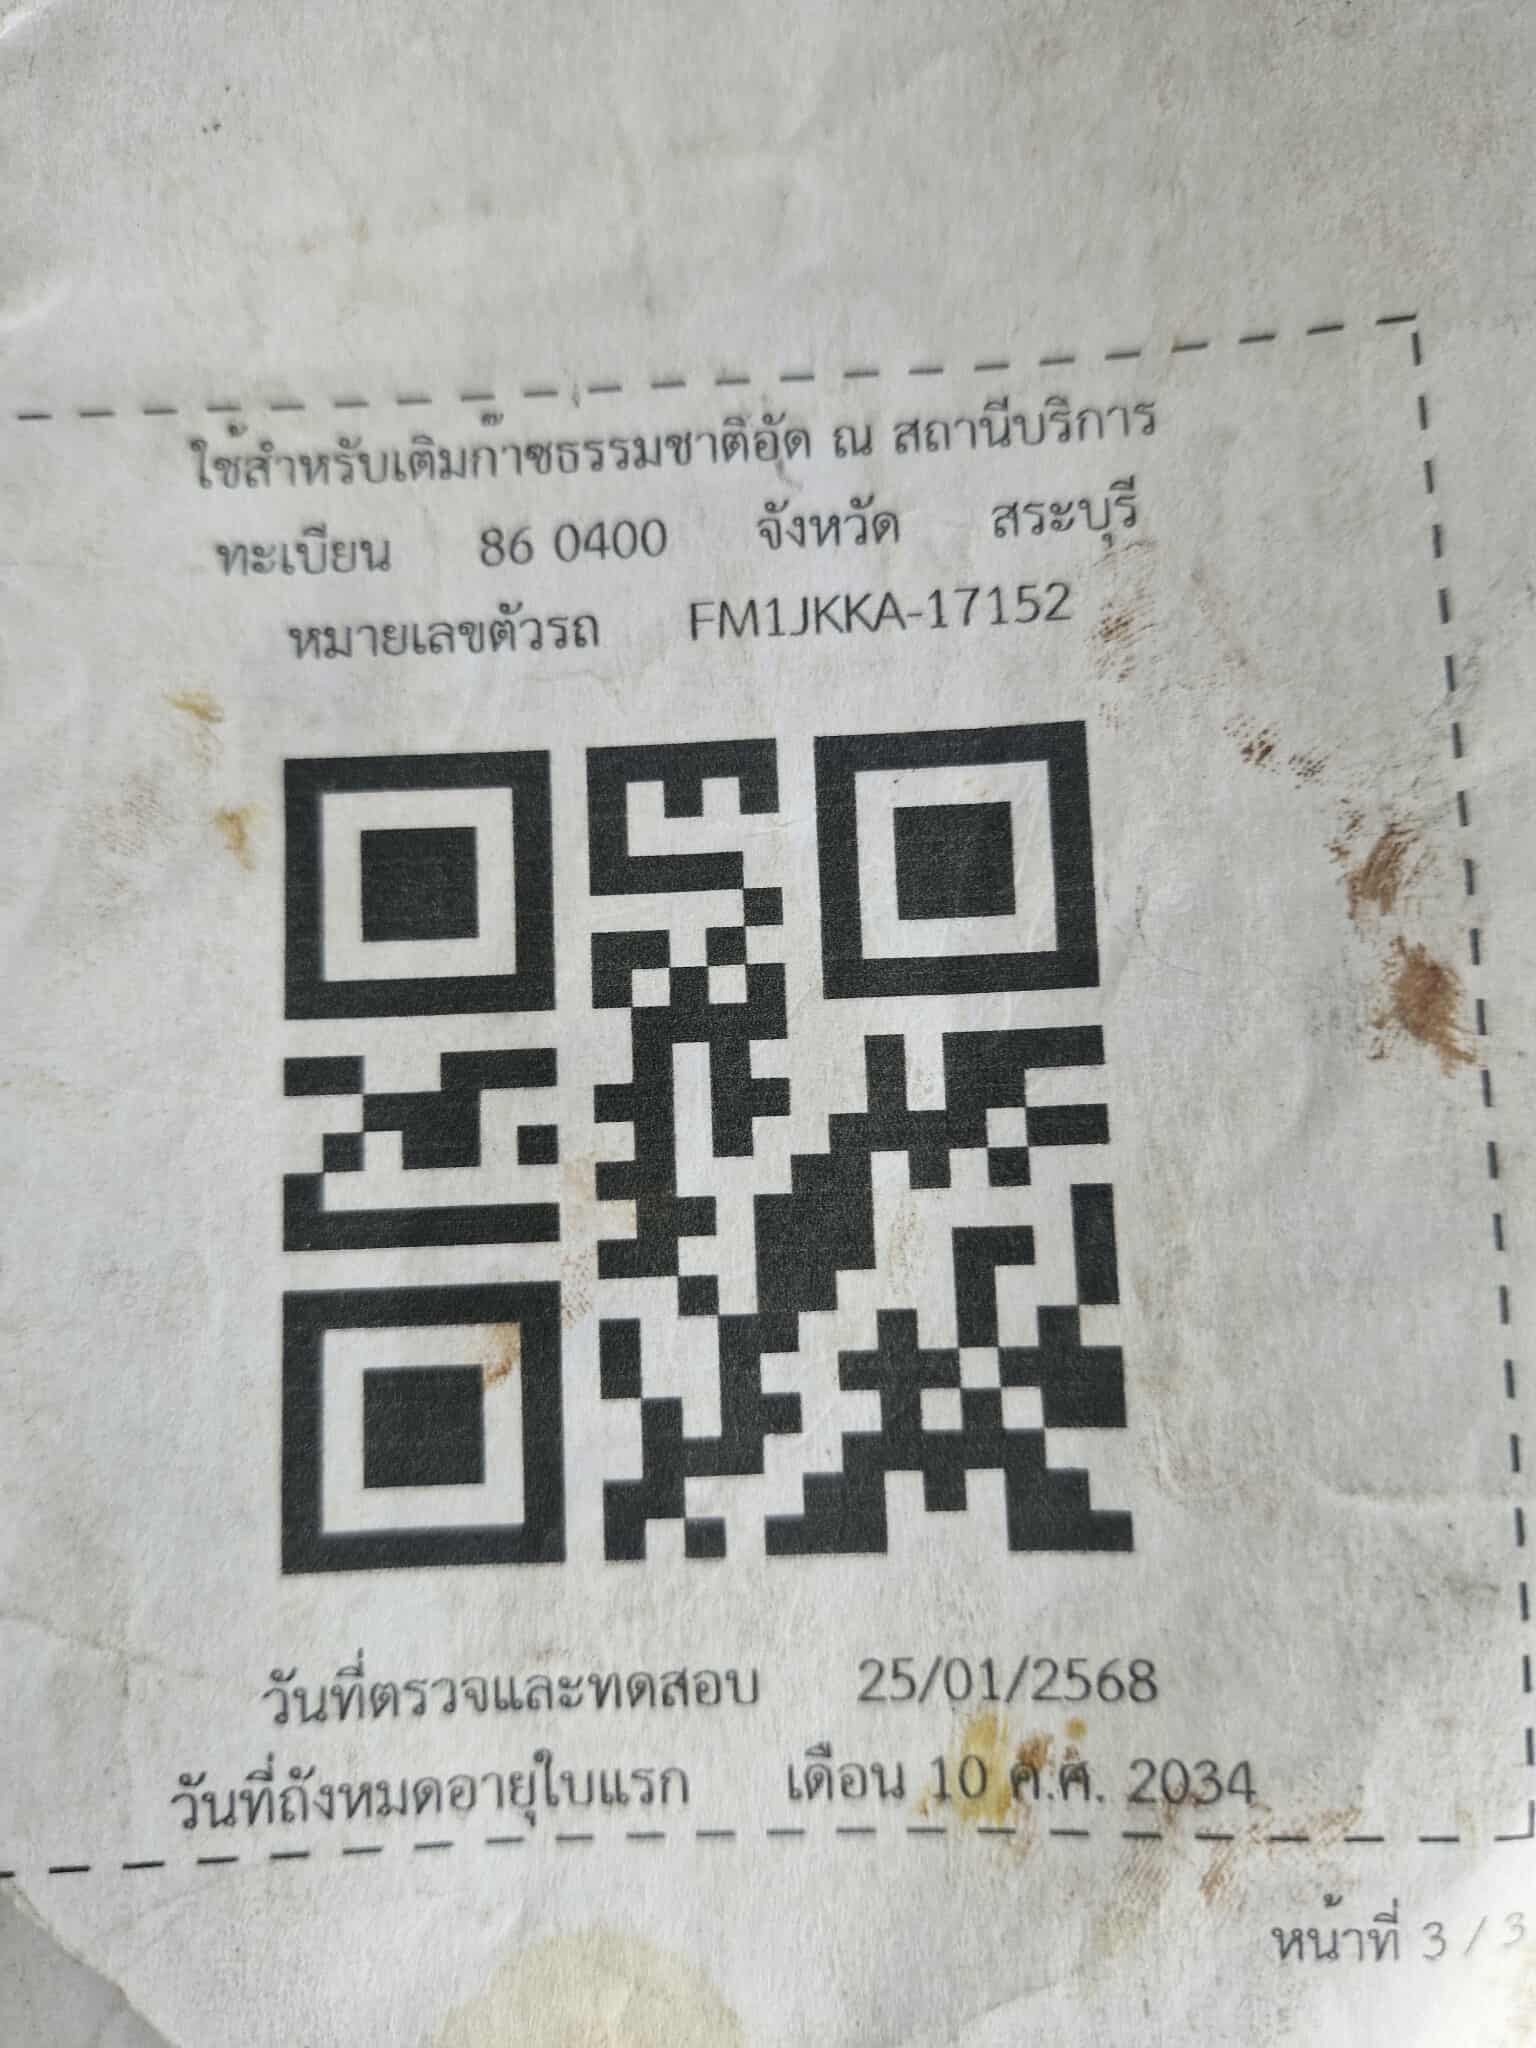 ใช้สำหรับเติมก๊าซธรรมชาติอัด ณ สถานีบริการ
ทะเบียน 86 0400 จังหวัด สระบุรี
หมายเลขตัวรถ FM1JKKA-17152
วันที่ตรวจและทดสอบ 25/01/2568
วันที่ถังหมดอายุใบแรก เดือน 10 ค.ศ. 2034
หน้าที่ 3 / 3